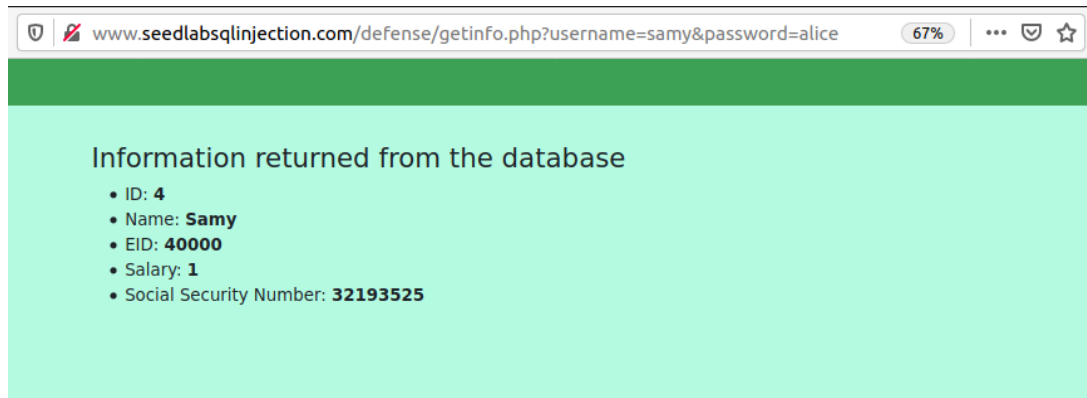 www.seedlabsqlinjection.com/defense/getinfo.php?username=samy&password=alice 67%
Information returned from the database
• ID: 4
• Name: Samy
• EID: 40000
• Salary: 1
• Social Security Number: 32193525